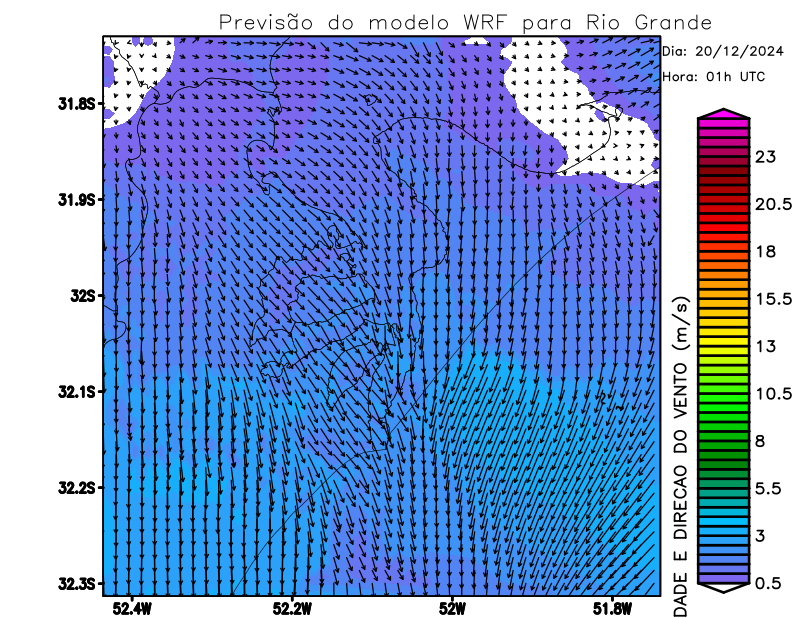 Previsão do modelo WRF para Rio Grande
Dia: 20/12/2024
Hora: 01h UTC
31.8S
31.9S
32S
32.1S
32.2S
32.3S
52.4W
52.2W
52W
51.8W
23
20.5
18
15.5
13
10.5
8
5.5
3
0.5
DADE E DIRECAO DO VENTO (m/s)